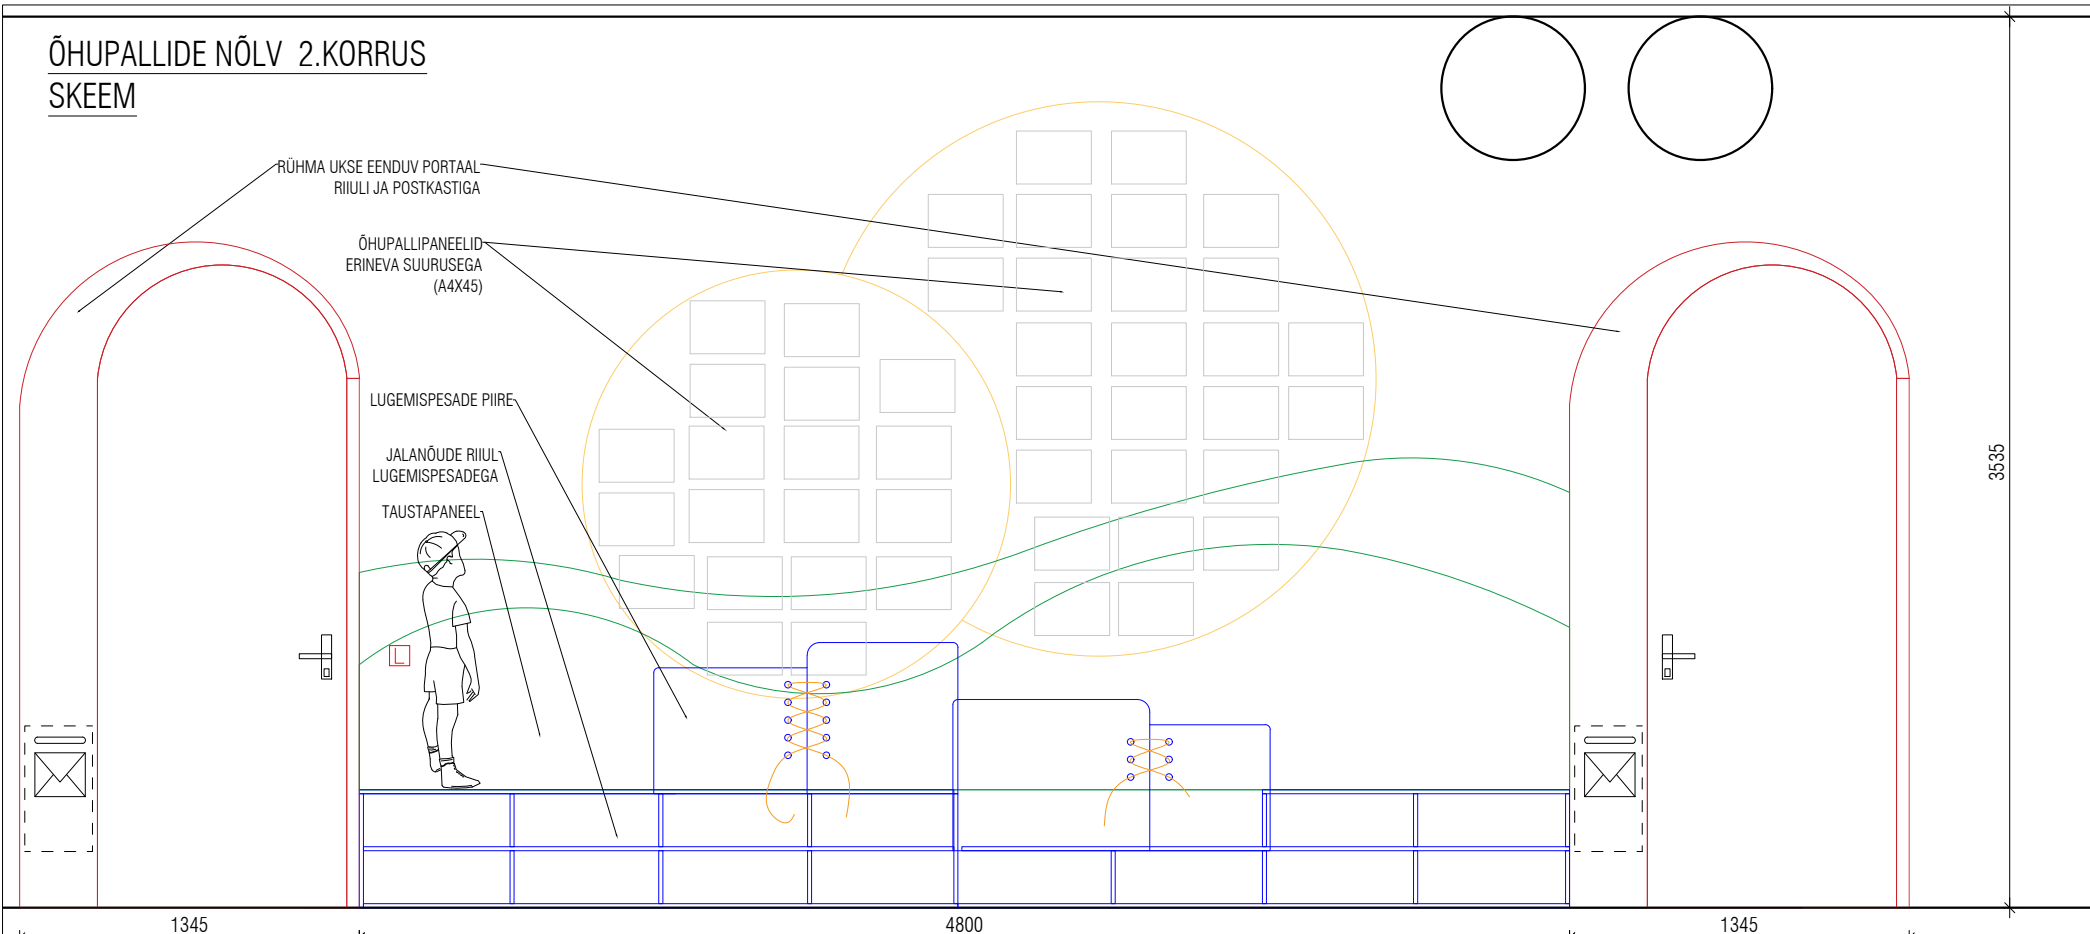 ÕHUPALLIDE NÕLV 2.KORRUS
SKEEM
RÜHMA UKSE EENDUV PORTAAL
RIIULI JA POSTKASTIGA
ÕHUPALLIPANEELID
ERINEVA SUURUSEGA
(A4X45)
LUGEMISPESADE PIIRE
JALANÕUDE RIIUL
LUGEMISPESADEGA
TAUSTAPANEEL
L
3535
1345
4800
1345